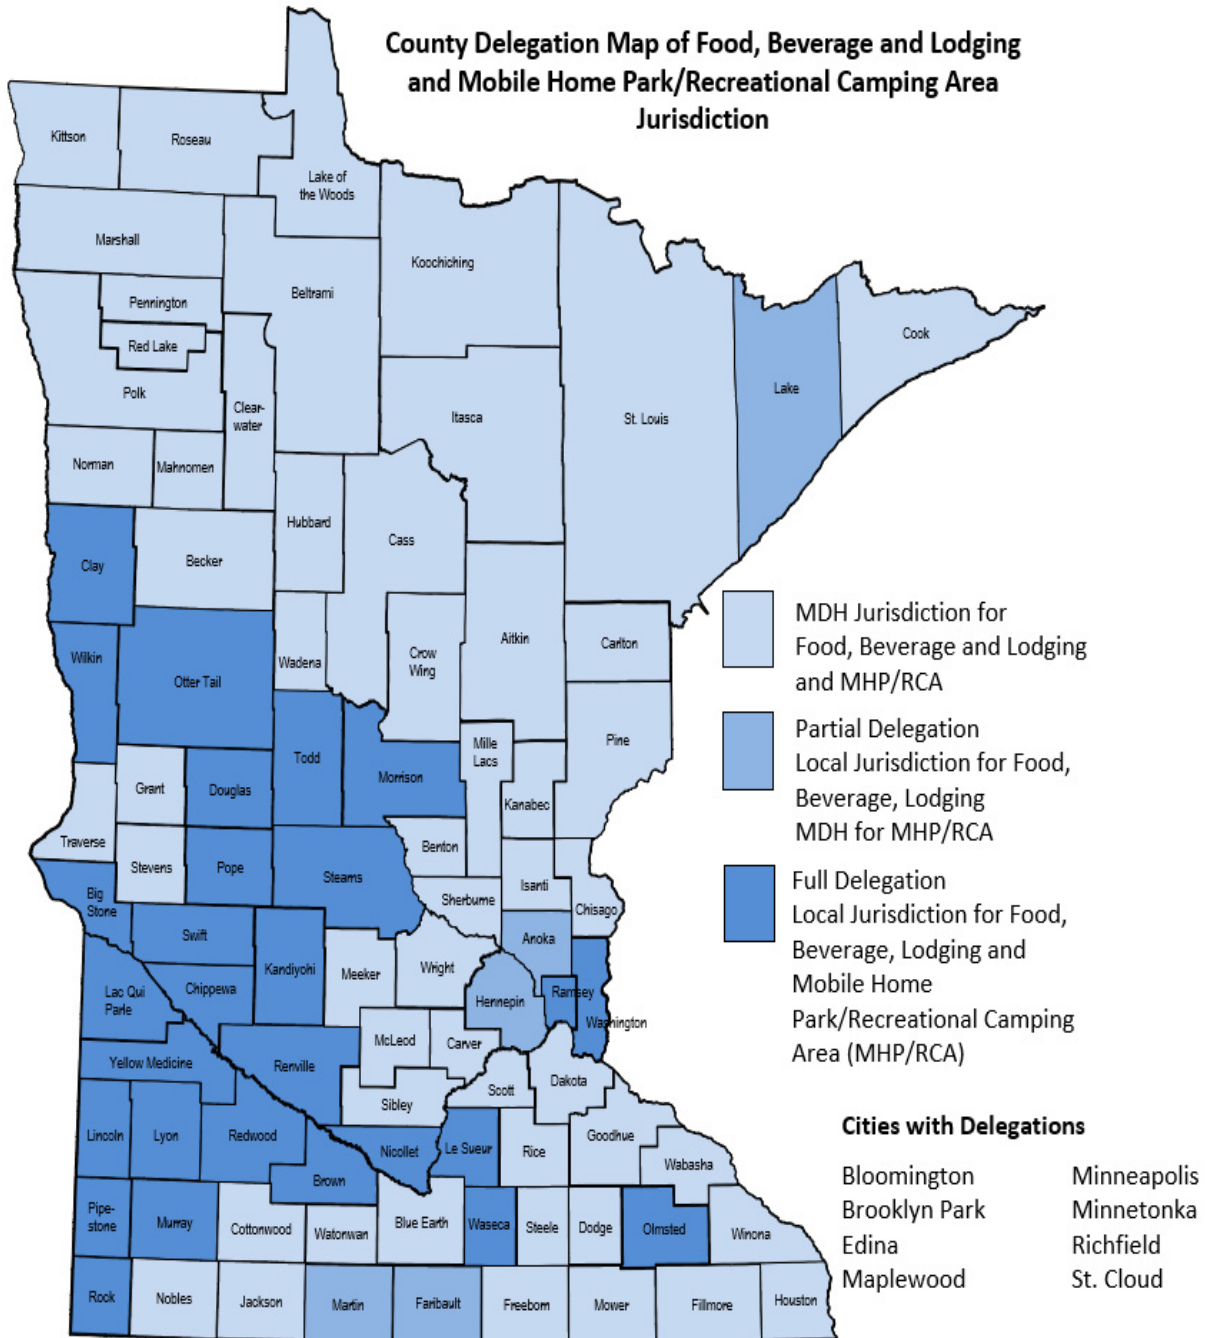 County Delegation Map of Food, Beverage and Lodging
and Mobile Home Park/Recreational Camping Area
Jurisdiction
Kittson
Roseau
Lake of
the Woods
Marshall
Koochiching
Beltrami
Pennington
Red Lake
Polk
Clear-
water
Cook
Lake
St. Louis
Itasca
Norman
Mahnomen
Hubbard
Cass
Clay
Becker
Wadena
Crow
Wing
Aitkin
Carlton
Wilkin
Otter Tail
Pine
Todd
Mille
Lacs
Morrison
Grant
Douglas
Kanabec
Traverse
Benton
Stevens
Pope
Stearns
Isanti
Sherburne
Big
Stone
Chisago
Swift
Anoka
Kandiyohi
Meeker
Wright
Lac Qui
Parle
Chippewa
Hennepin
Ramsey
Washington
McLeod
Carver
Yellow Medicine
Renville
Scott
Dakota
Sibley
Lincoln
Lyon
Redwood
Nicollet
Le Sueur
Rice
Goodhue
Wabasha
Brown
Pipe-
stone
Murray
Cottonwood
Watonwan
Blue Earth
Waseca
Steele
Dodge
Olmsted
Winona
Rock
Nobles
Jackson
Martin
Faribault
Freeborn
Mower
Fillmore
Houston
MDH Jurisdiction for
Food, Beverage and Lodging
and MHP/RCA
Partial Delegation
Local Jurisdiction for Food,
Beverage, Lodging
MDH for MHP/RCA
Full Delegation
Local Jurisdiction for Food,
Beverage, Lodging and
Mobile Home
Park/Recreational Camping
Area (MHP/RCA)
Cities with Delegations
Bloomington
Brooklyn Park
Edina
Maplewood
Minneapolis
Minnetonka
Richfield
St. Cloud